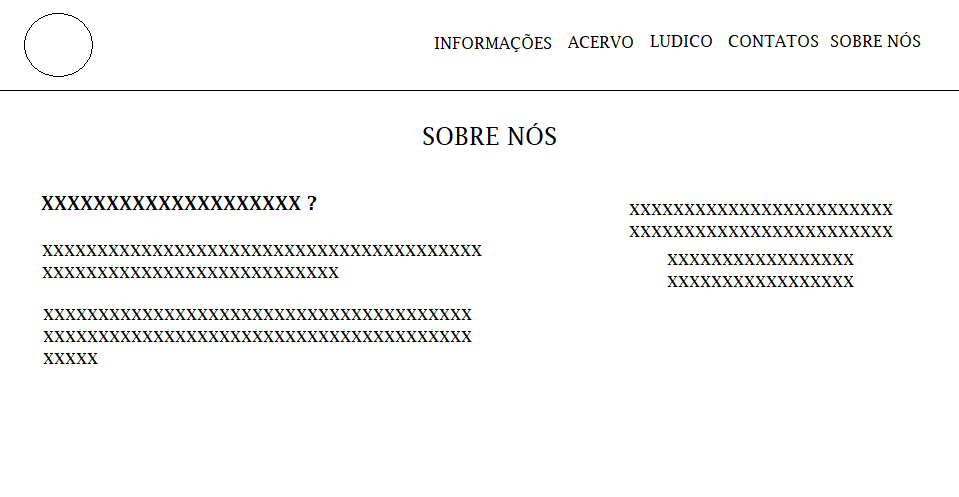 INFORMAÇÕES ACERVO LUDICO CONTATOS SOBRE NÓS
SOBRE NÓS
XXXXXXXXXXXXXXXXXXXX ?
XXXXXXXXXXXXXXXXXXXXXXXXXXXXXXXXXXXXXXXX
XXXXXXXXXXXXXXXXXXXXXXXXXXX
XXXXXXXXXXXXXXXXXXXXXXXXXXXXXXXXXXXXXXX
XXXXXXXXXXXXXXXXXXXXXXXXXXXXXXXXXXXXXXX
XXXXX
XXXXXXXXXXXXXXXXXXXXXXXX
XXXXXXXXXXXXXXXXXXXXXXXX
XXXXXXXXXXXXXXXXX
XXXXXXXXXXXXXXXXX